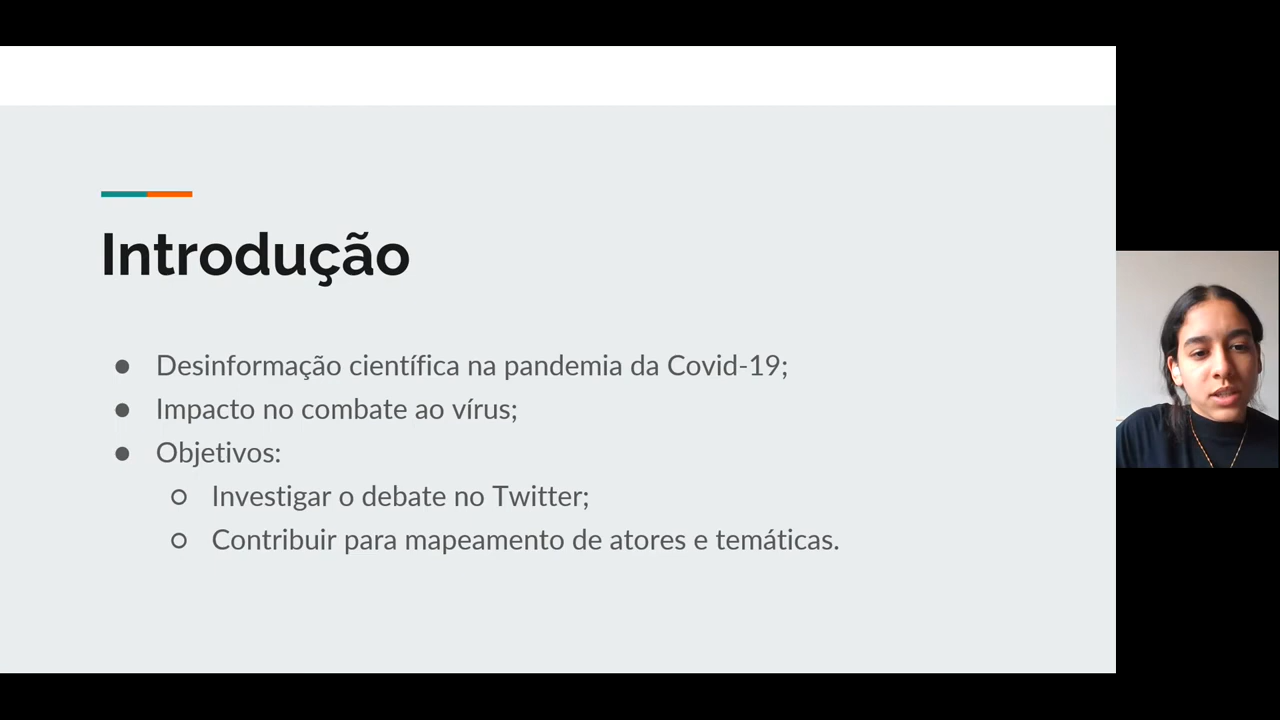 Introdução
● Desinformação científica na pandemia da Covid-19;
● Impacto no combate ao vírus;
● Objetivos:
○ Investigar o debate no Twitter;
○ Contribuir para mapeamento de atores e temáticas.